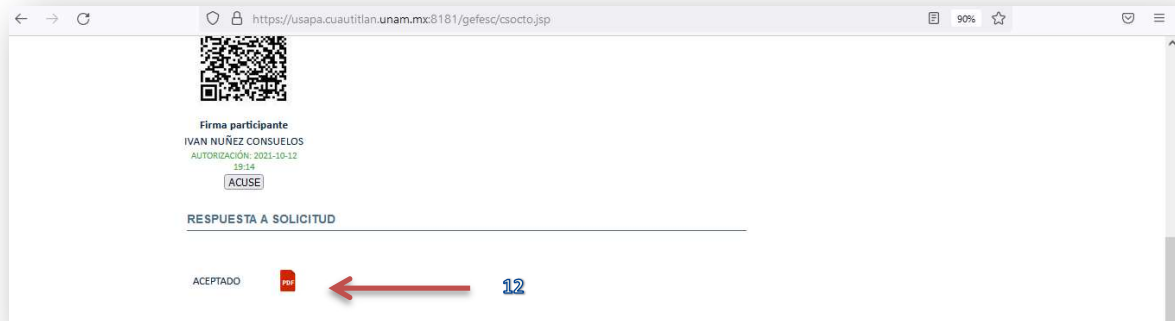 https://usapa.cuautitlan.unam.mx:8181/gefesc/csocto.jsp
90%
Firma participante
IVAN NUÑEZ CONSUELOS
AUTORIZACIÓN: 2021-10-12
19:14
ACUSE
RESPUESTA A SOLICITUD
ACEPTADO PDF 12